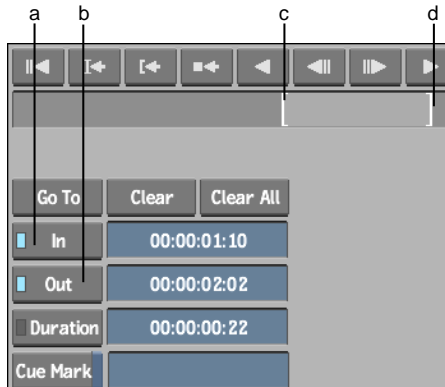 a b c d
Go To Clear Clear All
In 00:00:01:10
Out 00:00:02:02
Duration 00:00:00:22
Cue Mark